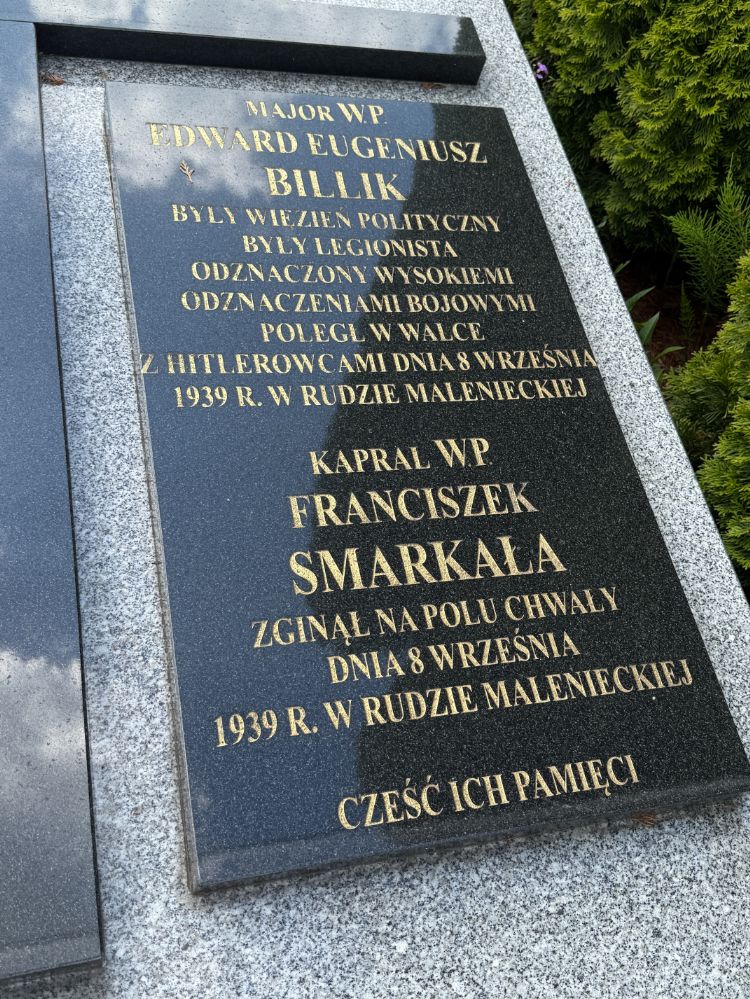 MAJOR W.P.
EDWARD EUGENIUSZ
BILLIK
BYŁY WIĘZIEŃ POLITYCZNY
BYŁY LEGIONISTA
ODZNACZONY WYSOKIEMI
ODZNACZENIAMI BOJOWYMI
POLEGŁ W WALCE
Z HITLEROWCAMI DNIA 8 WRZEŚNIA
1939 R. W RUDZIE MALENIECKIEJ
KAPRAL W.P.
FRANCISZEK
SMARKAŁA
ZGINĄŁ NA POLU CHWAŁY
DNIA 8 WRZEŚNIA
1939 R. W RUDZIE MALENIECKIEJ
CZEŚĆ ICH PAMIĘCI